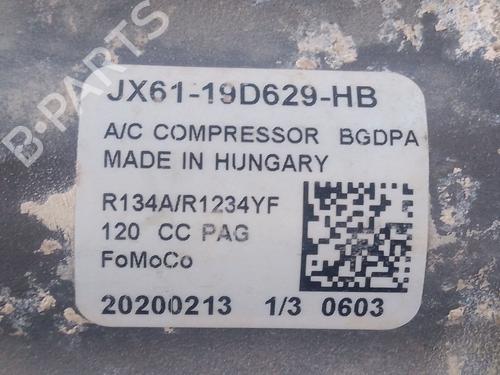 JX61-19D629-HB
A/C COMPRESSOR BGDPA
MADE IN HUNGARY
R134A/R1234YF
120 CC PAG
FoMoCo
20200213 1/3 0603
B-PARTS